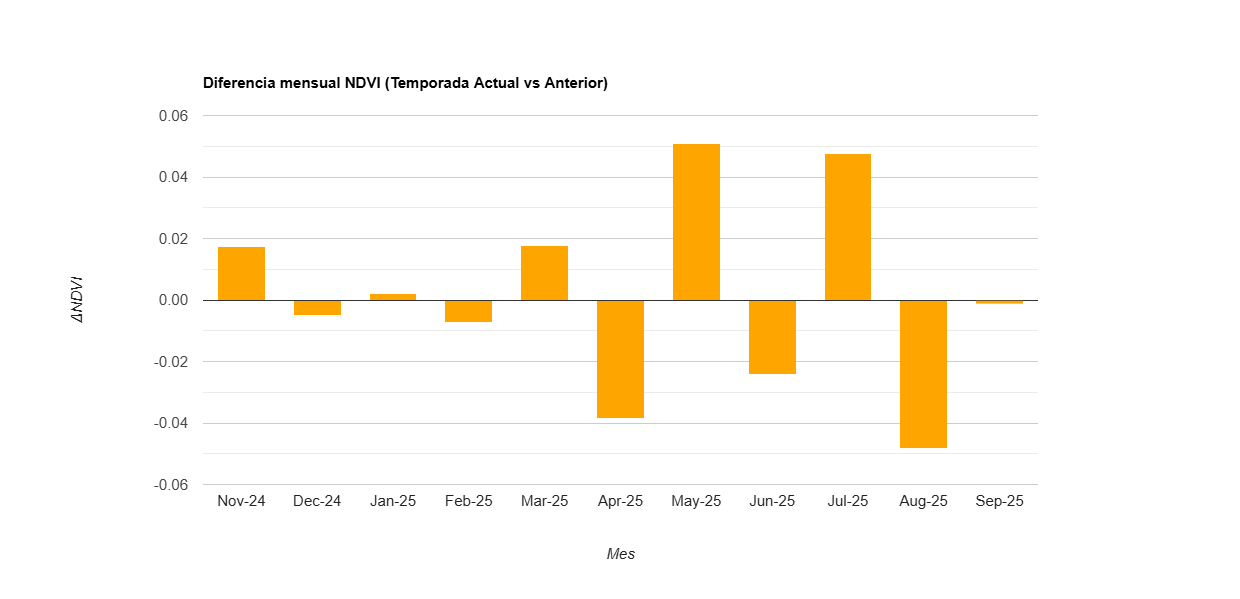 Diferencia mensual NDVI (Temporada Actual vs Anterior)
0.06
0.04
0.02
0.00
-0.02
-0.04
-0.06
ΔNDVI
Nov-24 Dec-24 Jan-25 Feb-25 Mar-25 Apr-25 May-25 Jun-25 Jul-25 Aug-25 Sep-25
Mes